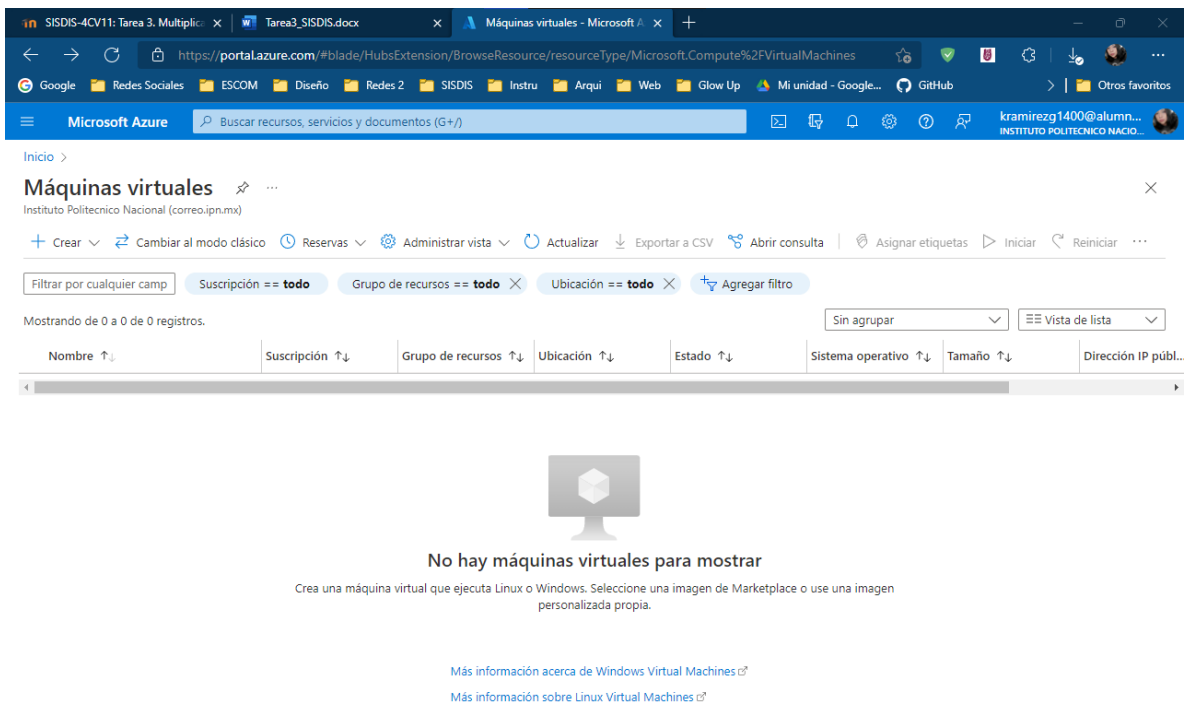 SISDIS-4CV11: Tarea 3. Multiplic
Tarea3_SISDIS.docx
Máquinas virtuales - Microsoft A
https://portal.azure.com/#blade/HubsExtension/BrowseResource/resourceType/Microsoft.Compute%2FVirtualMachines
Google Redes Sociales ESCOM Diseño Redes 2 SISDIS Instru Arqui Web Glow Up Mi unidad - Google... GitHub Otros favoritos
Microsoft Azure
Buscar recursos, servicios y documentos (G+/)
kramirezg1400@alumn...
INSTITUTO POLITECNICO NACIO...
Inicio >
Máquinas virtuales ...
Instituto Politecnico Nacional (correo.ipn.mx)
+ Crear Cambiar al modo clásico Reservas Administrar vista Actualizar Exportar a CSV Abrir consulta Asignar etiquetas Iniciar Reiniciar ...
Filtrar por cualquier camp Suscripción == todo Grupo de recursos == todo Ubicación == todo Agregar filtro
Mostrando de 0 a 0 de 0 registros.
Sin agrupar Vista de lista
Nombre Suscripción Grupo de recursos Ubicación Estado Sistema operativo Tamaño Dirección IP públ...
No hay máquinas virtuales para mostrar
Crea una máquina virtual que ejecuta Linux o Windows. Seleccione una imagen de Marketplace o use una imagen
personalizada propia.
Más información acerca de Windows Virtual Machines
Más información sobre Linux Virtual Machines